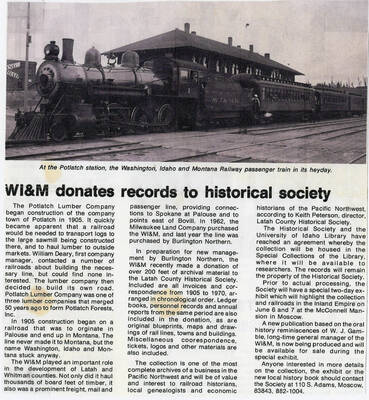 At the Potlatch station, the Washington, Idaho and Montana Railway passenger train in its heyday.
WI&M donates records to historical society
The Potlatch Lumber Company
began construction of the company
town of Potlatch in 1905. It quickly
became apparent that a railroad
would be needed to transport logs to
the large sawmill being constructed
there, and to haul lumber to outside
markets. William Deary, first company
manager, contacted a number of
railroads about building the neces-
sary line, but could find none in-
terested. The lumber company then
decided to build its own road.
Potlatch Lumber Company was one of
three lumber companies that merged
50 years ago to form Potlatch Forests,
Inc.
In 1905 construction began on a
railroad that was to orginate in
Palouse and end up in Montana. The
line never made it to Montana, but the
name Washington, Idaho and Mon-
tana stuck anyway.
The WI&M played an important role
in the development of Latah and
Whitman counties. Not only did it haul
thousands of board feet of timber, it
also was a prominent freight, mail and
passenger line, providing connec-
tions to Spokane at Palouse and to
points east of Bovill. In 1962, the
Milwaukee Land Company purchased
the WI&M, and last year the line was
purchased by Burlington Northern.
In preparation for new manage-
ment by Burlington Northern, the
WI&M recently made a donation of
over 200 feet of archival material to
the Latah County Historical Society.
Included are all invoices and cor-
respondence from 1905 to 1970, ar-
ranged in chronological order. Ledger
books, personnel records and annual
reports from the same period are also
included in the donation, as are
original blueprints, maps and draw-
ings of rail lines, towns and buildings.
Miscellaneous correspondence,
tickets, logos and other materials are
also included.
The collection is one of the most
complete archives of a business in the
Pacific Northwest and will be of value
and interest to railroad historians,
local genealogists and economic
historians of the Pacific Northwest,
according to Keith Peterson, director,
Latah County Historical Society.
The Historical Society and the
University of Idaho Library have
reached an agreement whereby the
collection will be housed in the
Special Collections of the Library,
where it will be available to
researchers. The records will remain
the property of the Historical Society.
Prior to actual processing, the
Society will have a special two-day ex-
hibit which will highlight the collection
and railroads in the Inland Empire on
June 6 and 7 at the McConnell Man-
sion in Moscow.
A new publication based on the oral
history reminiscences of W. J. Gam-
ble, long-time general manager of the
WI&M, is now being produced and will
be available for sale during the
special exhibit.
Anyone interested in more details
on the collection, the exhibit or the
new local history book should contact
the Society at 110 S. Adams, Moscow,
83843, 882-1004.